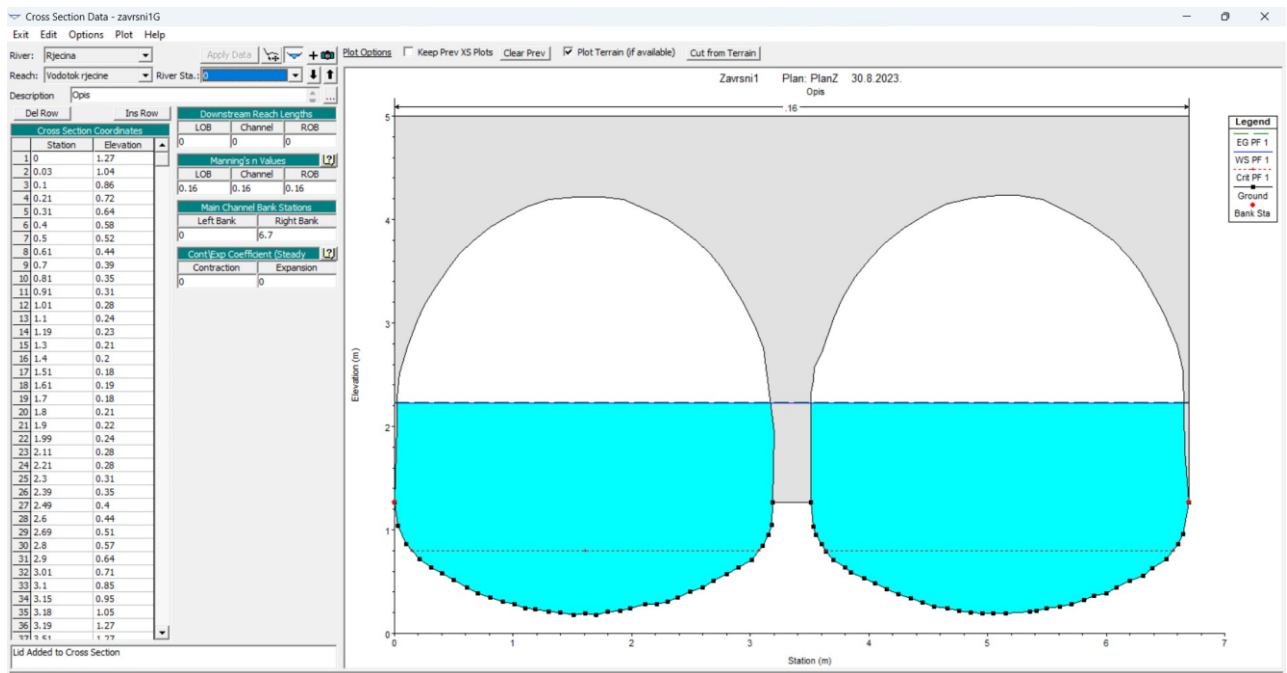 Cross Section Data - zavrsni1G
Exit Edit Options Plot Help
River: Rjecina Apply Data
Plot Options Keep Prev XS Plots Clear Prev Plot Terrain (if available) Cut from Terrain
Reach: Vodotok rjecine River Sta.: 0
Description Opis ...
Del Row Ins Row
Cross Section Coordinates
Station Elevation
1 0 1.27
2 0.03 1.04
3 0.1 0.86
4 0.21 0.72
5 0.31 0.64
6 0.4 0.58
7 0.5 0.52
8 0.61 0.44
9 0.7 0.39
10 0.81 0.35
11 0.91 0.31
12 1.01 0.28
13 1.1 0.24
14 1.19 0.23
15 1.3 0.21
16 1.4 0.2
17 1.51 0.18
18 1.61 0.19
19 1.7 0.18
20 1.8 0.21
21 1.9 0.22
22 1.99 0.24
23 2.11 0.28
24 2.21 0.28
25 2.3 0.31
26 2.39 0.35
27 2.49 0.4
28 2.6 0.44
29 2.69 0.51
30 2.8 0.57
31 2.9 0.64
32 3.01 0.71
33 3.1 0.85
34 3.15 0.95
35 3.18 1.05
36 3.19 1.27
37 3.51 1.27
Lid Added to Cross Section
Downstream Reach Lengths
LOB Channel ROB
0 0 0
Manning's n Values
LOB Channel ROB
0.16 0.16 0.16
Main Channel Bank Stations
Left Bank Right Bank
0 6.7
Cont\Exp Coefficient (Steady
Contraction Expansion
0 0
Zavrsni1 Plan: PlanZ 30.8.2023.
Opis
.16
5
4
3
2
1
0
Elevation (m)
0 1 2 3 4 5 6 7
Station (m)
Legend
EG PF 1
WS PF 1
Crit PF 1
Ground
Bank Sta